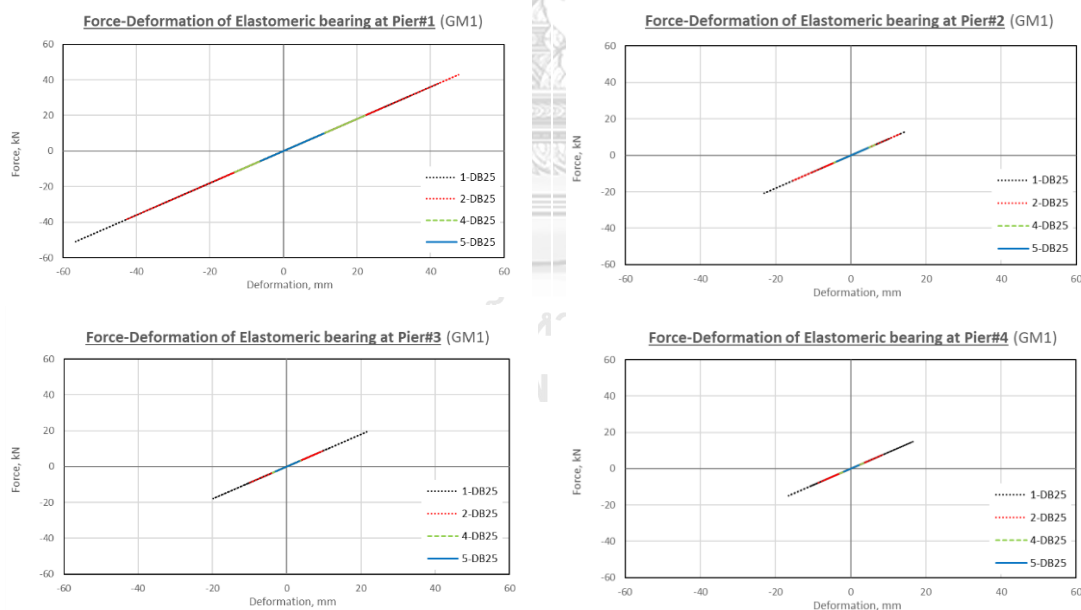 Force-Deformation of Elastomeric bearing at Pier#1 (GM1)
60
40
20
0
-20
-40
-60
Force, kN
-60 -40 -20 0 20 40 60
Deformation, mm
1-DB25
2-DB25
4-DB25
5-DB25
Force-Deformation of Elastomeric bearing at Pier#2 (GM1)
60
40
20
0
-20
-40
-60
Force, kN
-60 -40 -20 0 20 40 60
Deformation, mm
1-DB25
2-DB25
4-DB25
5-DB25
Force-Deformation of Elastomeric bearing at Pier#3 (GM1)
60
40
20
0
-20
-40
-60
Force, kN
-60 -40 -20 0 20 40 60
Deformation, mm
1-DB25
2-DB25
4-DB25
5-DB25
Force-Deformation of Elastomeric bearing at Pier#4 (GM1)
60
40
20
0
-20
-40
-60
Force, kN
-60 -40 -20 0 20 40 60
Deformation, mm
1-DB25
2-DB25
4-DB25
5-DB25